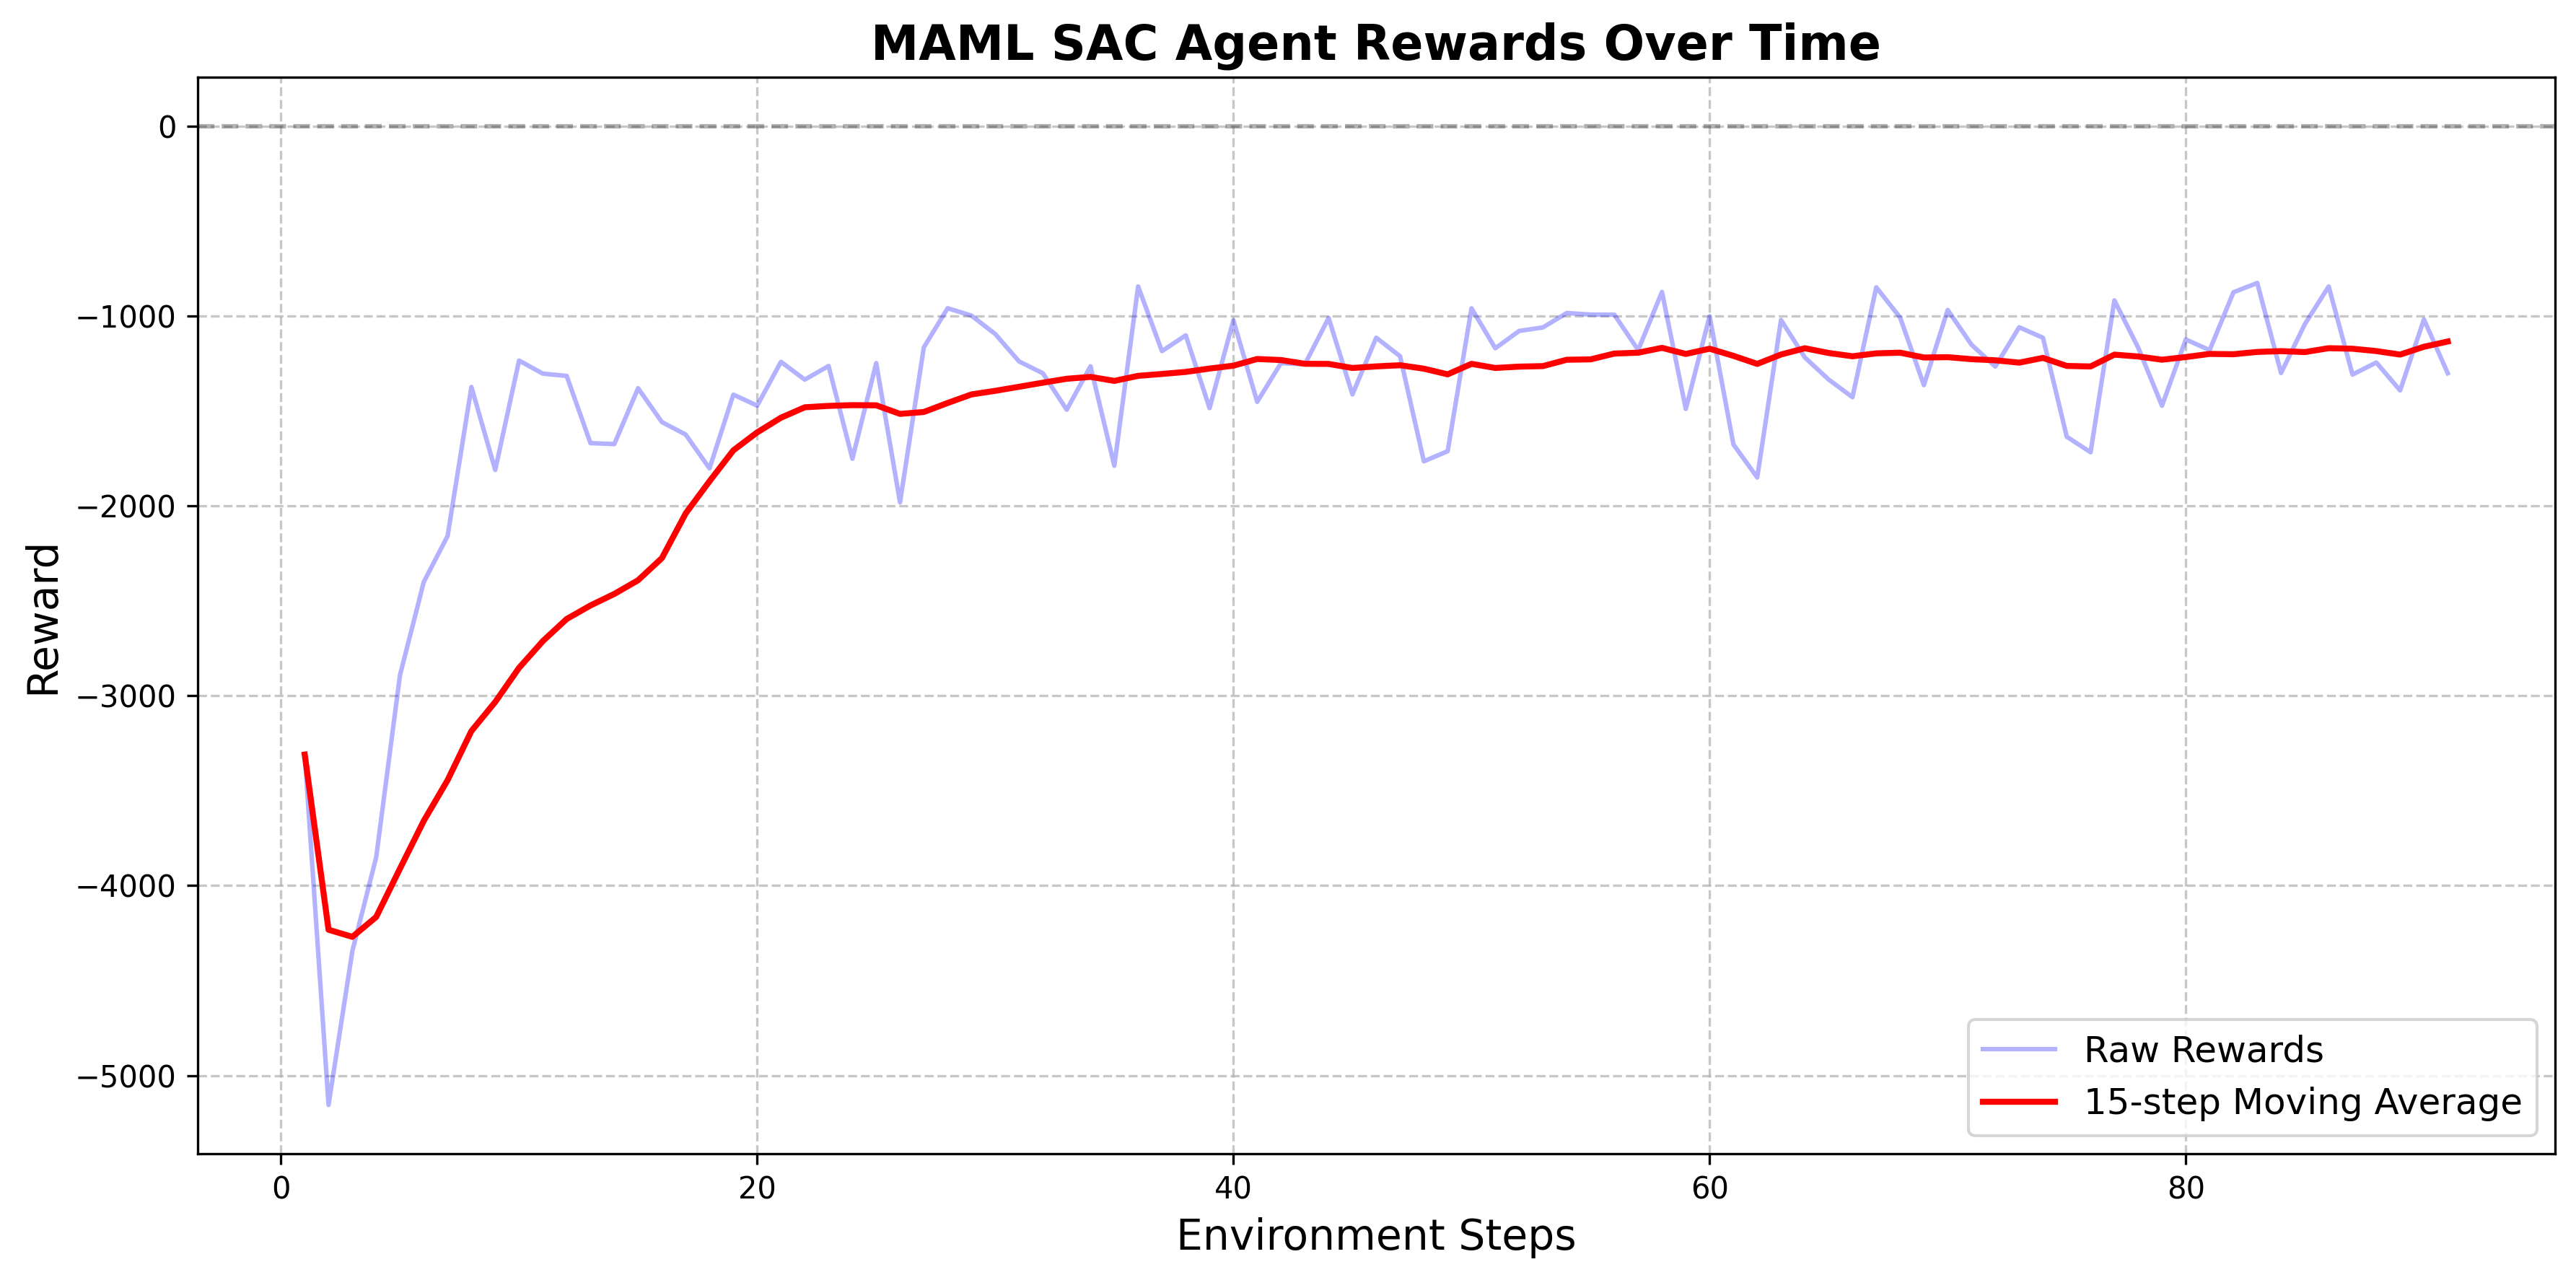 MAML SAC Agent Rewards Over Time
0
−1000
−2000
−3000
−4000
−5000
Reward
0 20 40 60 80
Environment Steps
Raw Rewards
15-step Moving Average